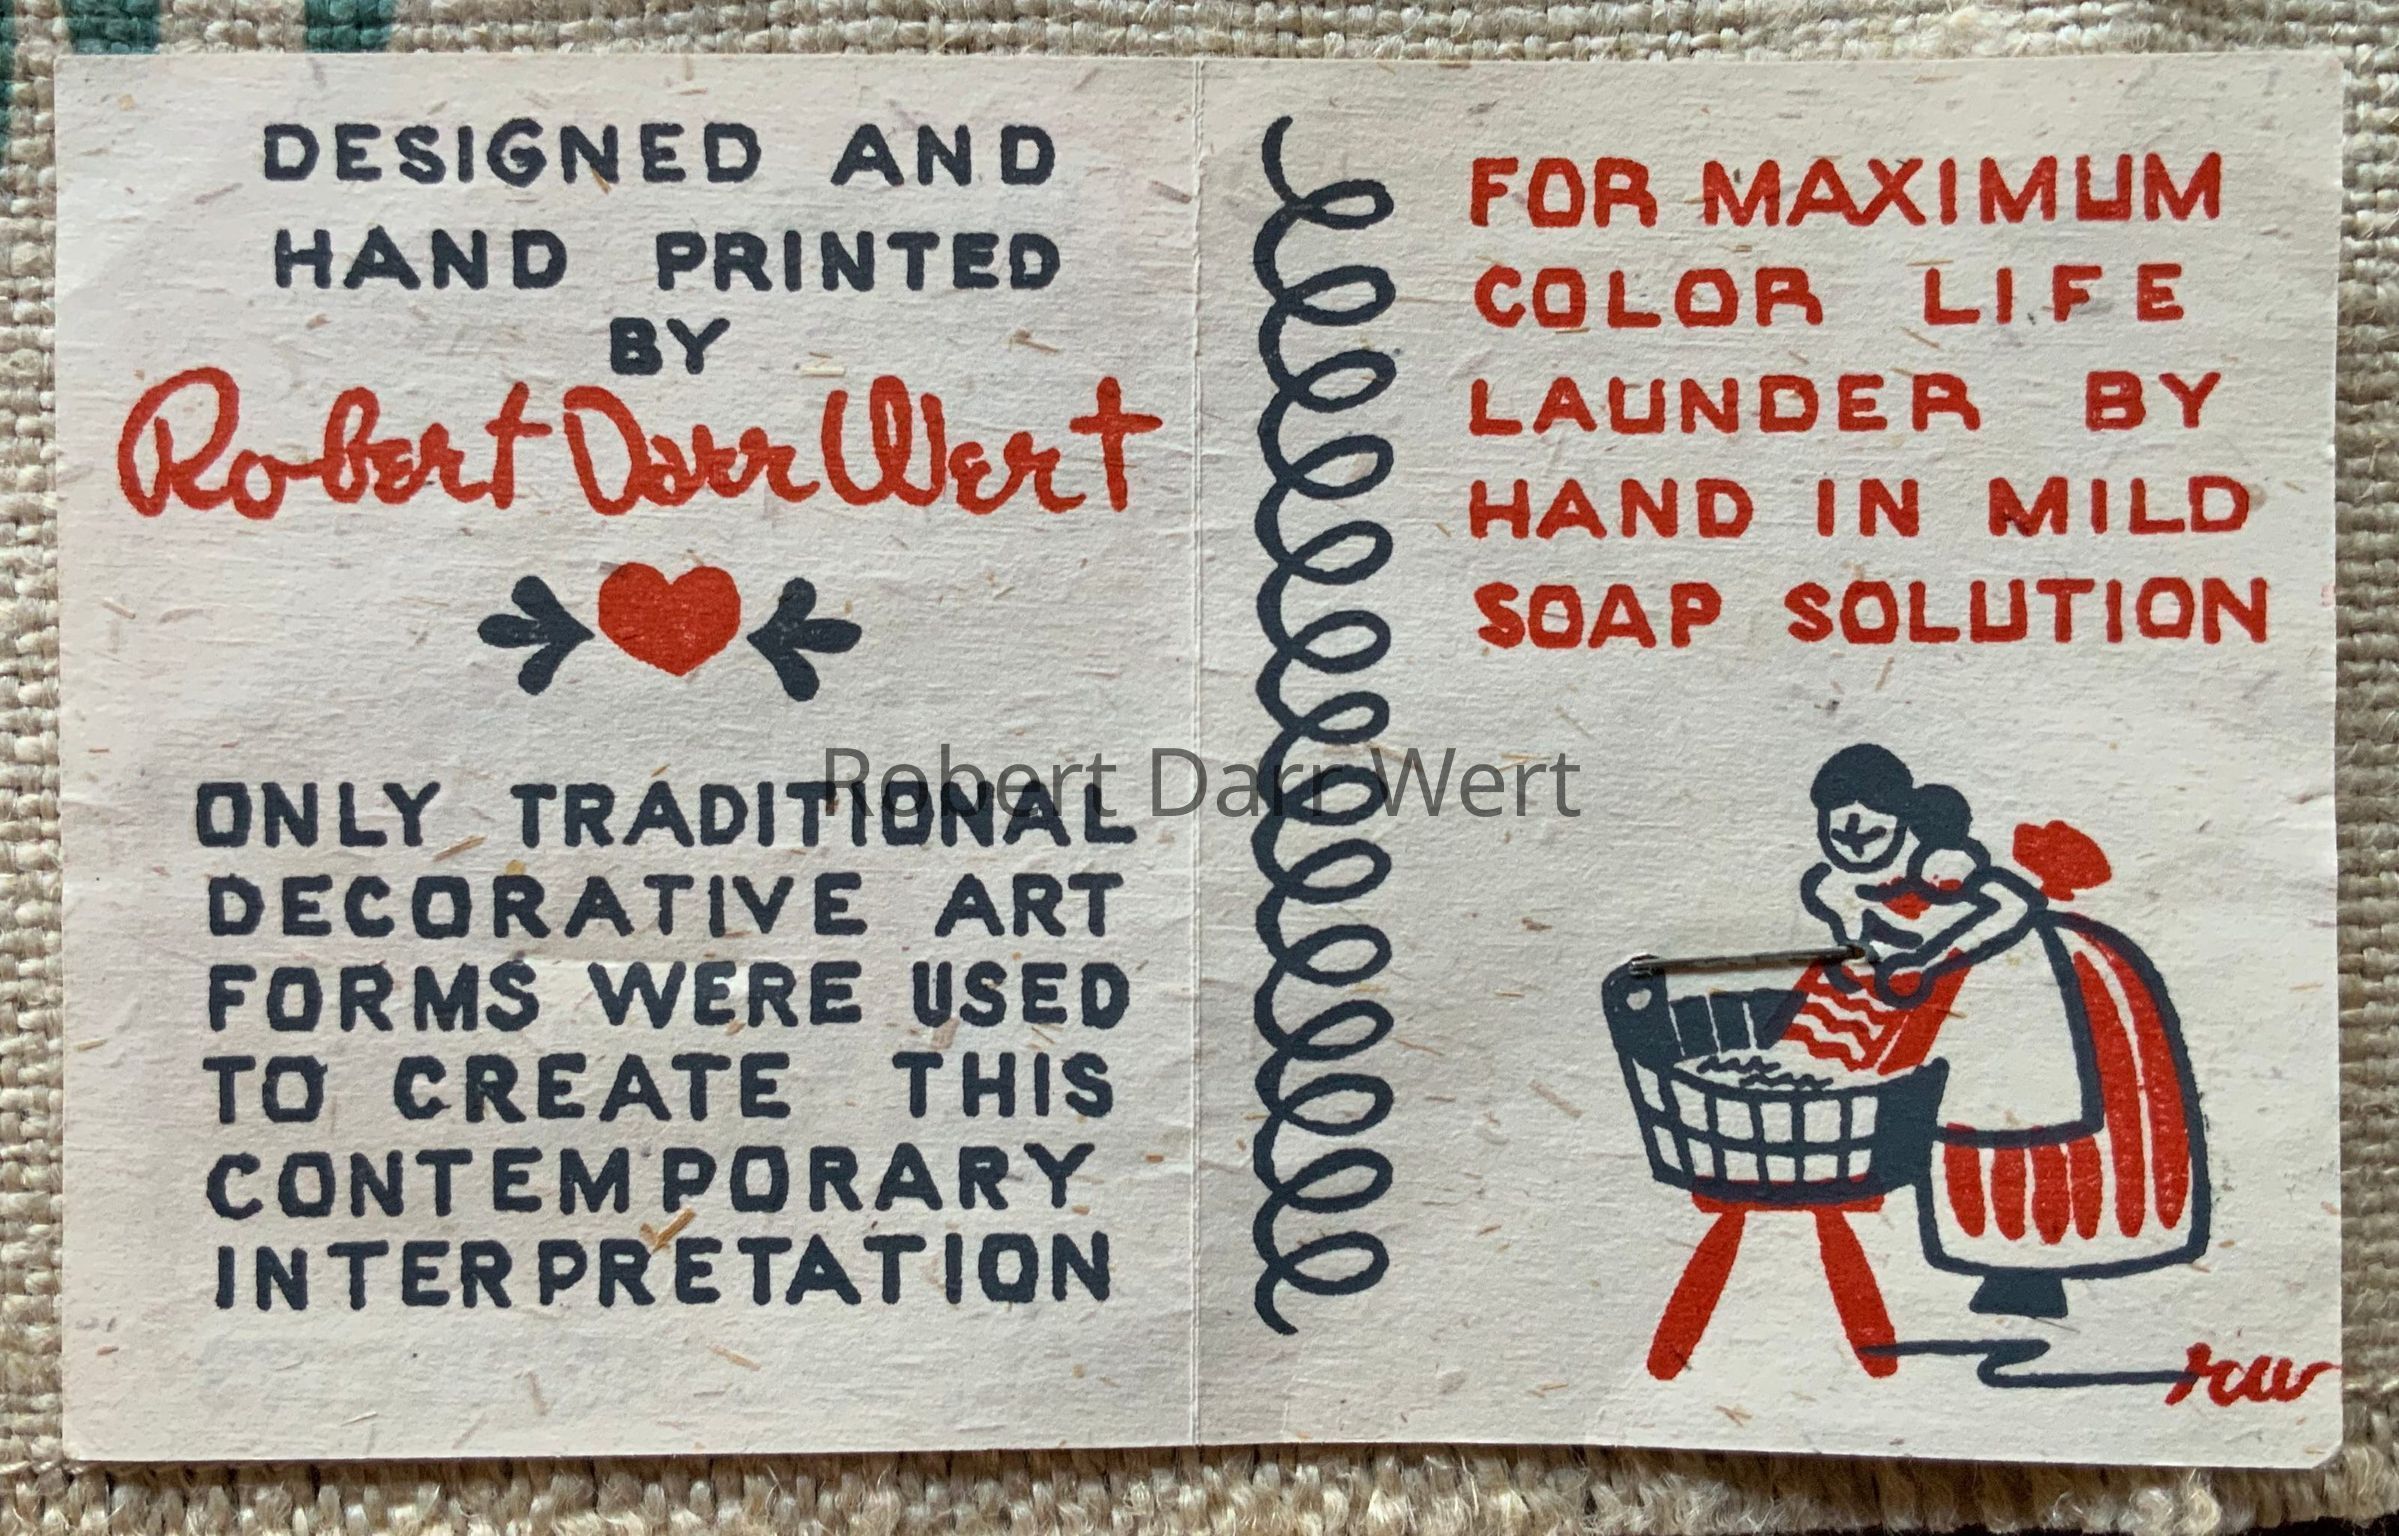 DESIGNED AND
HAND PRINTED
BY
Robert Darr Wert
ONLY TRADITIONAL
DECORATIVE ART
FORMS WERE USED
TO CREATE THIS
CONTEMPORARY
INTERPRETATION
FOR MAXIMUM
COLOR LIFE
LAUNDER BY
HAND IN MILD
SOAP SOLUTION
Robert Darr Wert